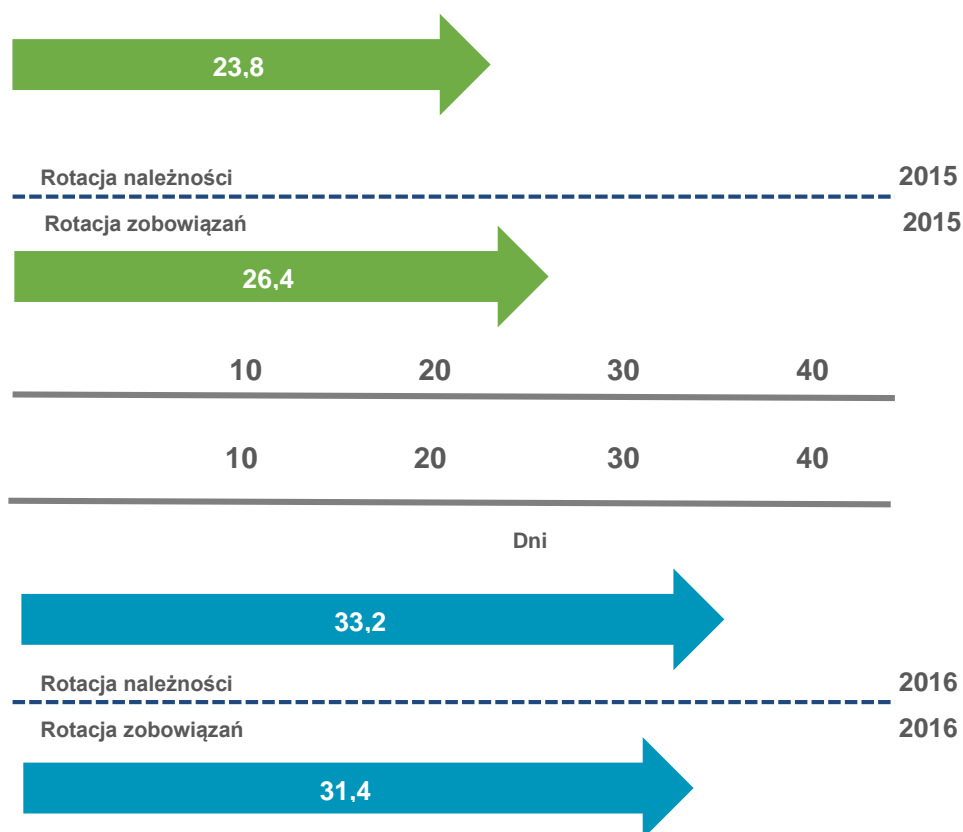 23,8
Rotacja należności 2015
Rotacja zobowiązań 2015
26,4
10 20 30 40
10 20 30 40
Dni
33,2
Rotacja należności 2016
Rotacja zobowiązań 2016
31,4